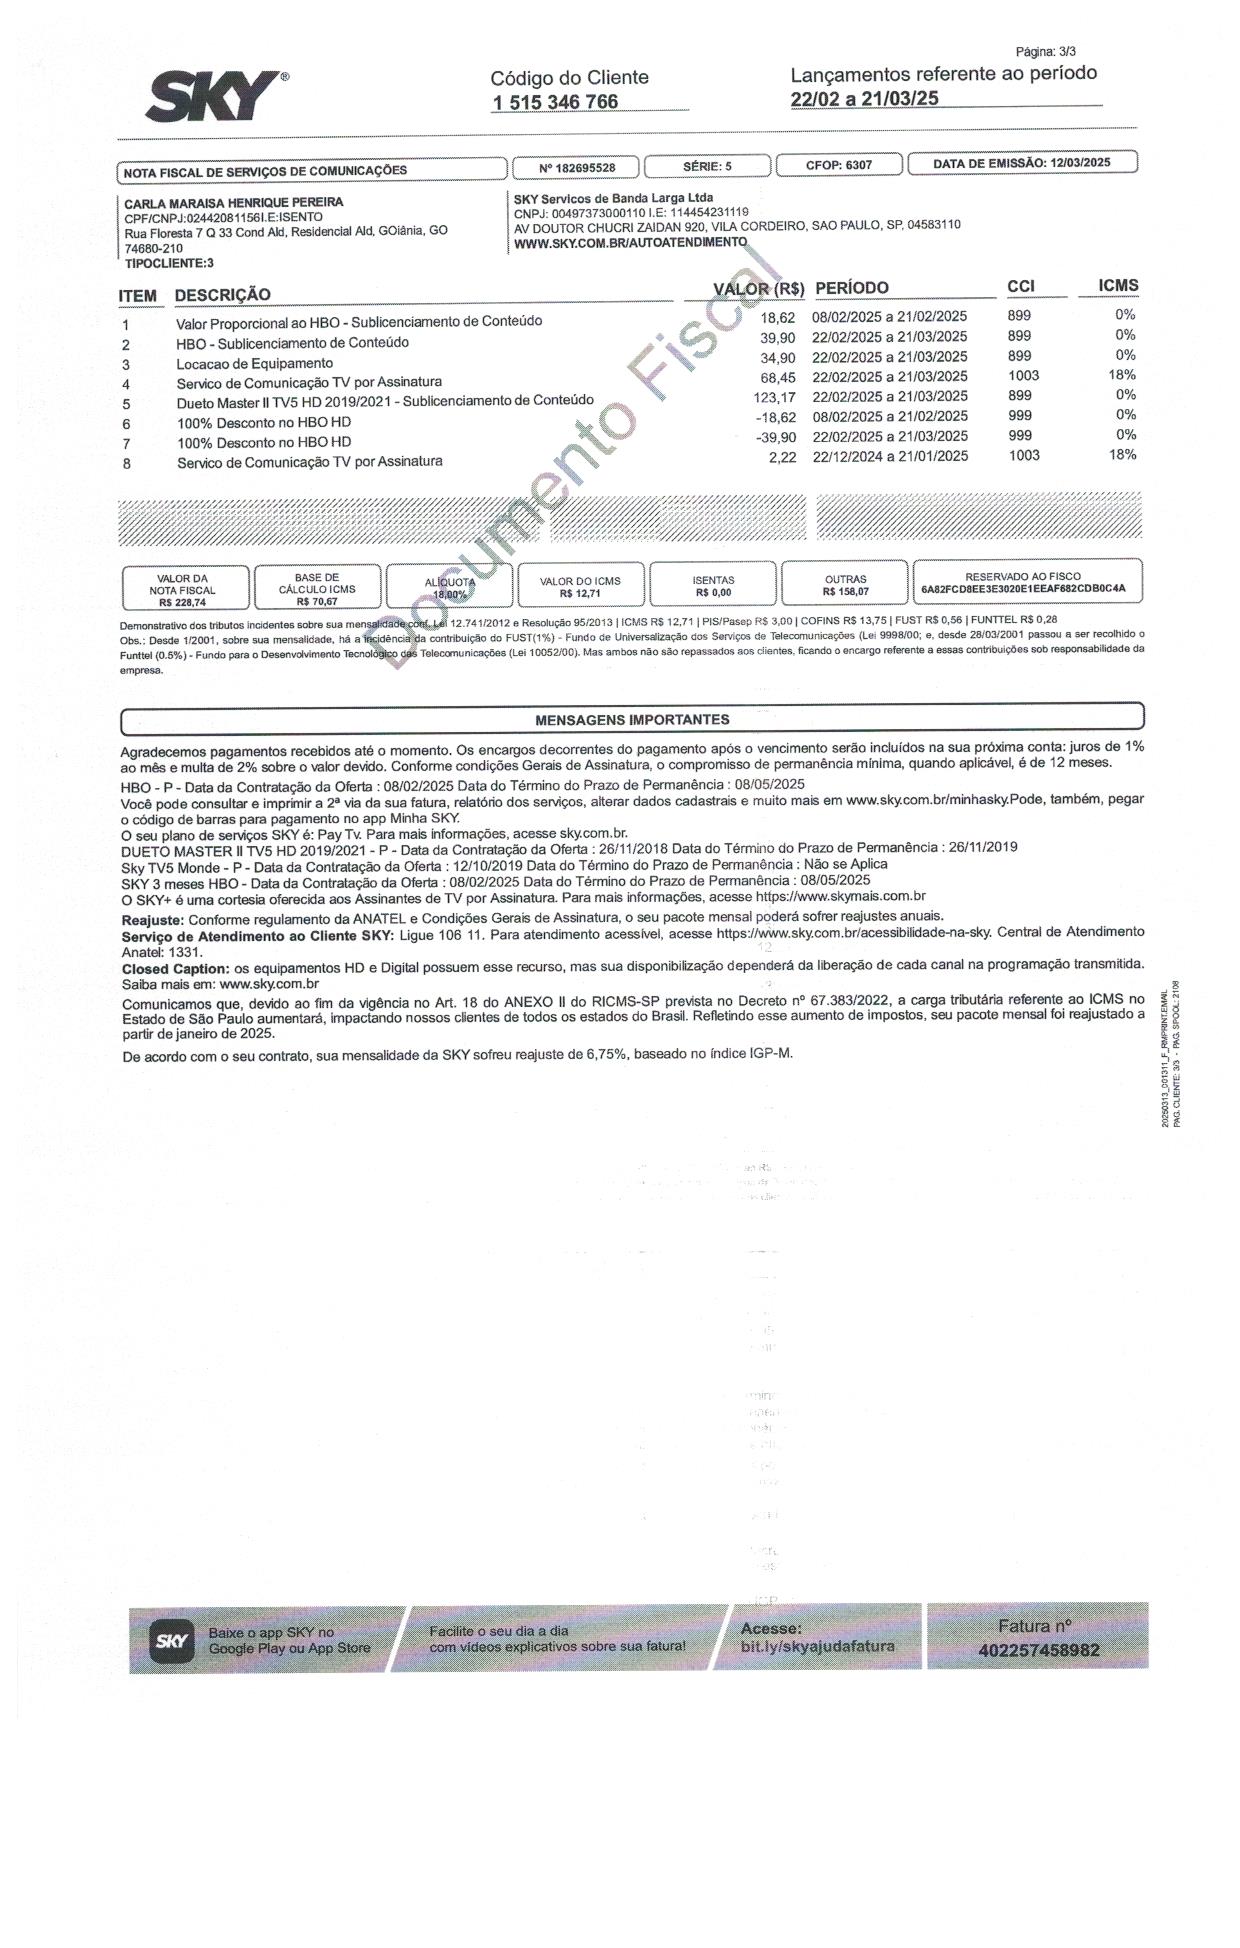 Página: 3/3
SKY®
Código do Cliente
1 515 346 766
Lançamentos referente ao período
22/02 a 21/03/25
NOTA FISCAL DE SERVIÇOS DE COMUNICAÇÕES
Nº 182695528
SÉRIE: 5
CFOP: 6307
DATA DE EMISSÃO: 12/03/2025
CARLA MARAISA HENRIQUE PEREIRA
CPF/CNPJ:02442081156I.E:ISENTO
Rua Floresta 7 Q 33 Cond Ald, Residencial Ald, GOiânia, GO
74680-210
TIPOCLIENTE:3
SKY Servicos de Banda Larga Ltda
CNPJ: 00497373000110 I.E: 114454231119
AV DOUTOR CHUCRI ZAIDAN 920, VILA CORDEIRO, SAO PAULO, SP, 04583110
WWW.SKY.COM.BR/AUTOATENDIMENTO
ITEM DESCRIÇÃO VALOR (R$) PERÍODO CCI ICMS
1 Valor Proporcional ao HBO - Sublicenciamento de Conteúdo 18,62 08/02/2025 a 21/02/2025 899 0%
2 HBO - Sublicenciamento de Conteúdo 39,90 22/02/2025 a 21/03/2025 899 0%
3 Locacao de Equipamento 34,90 22/02/2025 a 21/03/2025 899 0%
4 Servico de Comunicação TV por Assinatura 68,45 22/02/2025 a 21/03/2025 1003 18%
5 Dueto Master II TV5 HD 2019/2021 - Sublicenciamento de Conteúdo 123,17 22/02/2025 a 21/03/2025 899 0%
6 100% Desconto no HBO HD -18,62 08/02/2025 a 21/02/2025 999 0%
7 100% Desconto no HBO HD -39,90 22/02/2025 a 21/03/2025 999 0%
8 Servico de Comunicação TV por Assinatura 2,22 22/12/2024 a 21/01/2025 1003 18%
Documento Fiscal
VALOR DA
NOTA FISCAL
R$ 228,74
BASE DE
CÁLCULO ICMS
R$ 70,67
ALÍQUOTA
18,00%
VALOR DO ICMS
R$ 12,71
ISENTAS
R$ 0,00
OUTRAS
R$ 158,07
RESERVADO AO FISCO
6A82FCD8EE3E3020E1EEAF682CDB0C4A
Demonstrativo dos tributos incidentes sobre sua mensalidade conf. Lei 12.741/2012 e Resolução 95/2013 | ICMS R$ 12,71 | PIS/Pasep R$ 3,00 | COFINS R$ 13,75 | FUST R$ 0,56 | FUNTTEL R$ 0,28
Obs.: Desde 1/2001, sobre sua mensalidade, há a incidência da contribuição do FUST(1%) - Fundo de Universalização dos Serviços de Telecomunicações (Lei 9998/00; e, desde 28/03/2001 passou a ser recolhido o
Funttel (0.5%) - Fundo para o Desenvolvimento Tecnológico das Telecomunicações (Lei 10052/00). Mas ambos não são repassados aos clientes, ficando o encargo referente a essas contribuições sob responsabilidade da
empresa.
MENSAGENS IMPORTANTES
Agradecemos pagamentos recebidos até o momento. Os encargos decorrentes do pagamento após o vencimento serão incluídos na sua próxima conta: juros de 1%
ao mês e multa de 2% sobre o valor devido. Conforme condições Gerais de Assinatura, o compromisso de permanência mínima, quando aplicável, é de 12 meses.
HBO - P - Data da Contratação da Oferta : 08/02/2025 Data do Término do Prazo de Permanência : 08/05/2025
Você pode consultar e imprimir a 2ª via da sua fatura, relatório dos serviços, alterar dados cadastrais e muito mais em www.sky.com.br/minhasky.Pode, também, pegar
o código de barras para pagamento no app Minha SKY.
O seu plano de serviços SKY é: Pay Tv. Para mais informações, acesse sky.com.br.
DUETO MASTER II TV5 HD 2019/2021 - P - Data da Contratação da Oferta : 26/11/2018 Data do Término do Prazo de Permanência : 26/11/2019
Sky TV5 Monde - P - Data da Contratação da Oferta : 12/10/2019 Data do Término do Prazo de Permanência : Não se Aplica
SKY 3 meses HBO - Data da Contratação da Oferta : 08/02/2025 Data do Término do Prazo de Permanência : 08/05/2025
O SKY+ é uma cortesia oferecida aos Assinantes de TV por Assinatura. Para mais informações, acesse https://www.skymais.com.br
Reajuste: Conforme regulamento da ANATEL e Condições Gerais de Assinatura, o seu pacote mensal poderá sofrer reajustes anuais.
Serviço de Atendimento ao Cliente SKY: Ligue 106 11. Para atendimento acessível, acesse https://www.sky.com.br/acessibilidade-na-sky. Central de Atendimento
Anatel: 1331.
Closed Caption: os equipamentos HD e Digital possuem esse recurso, mas sua disponibilização dependerá da liberação de cada canal na programação transmitida.
Saiba mais em: www.sky.com.br
Comunicamos que, devido ao fim da vigência no Art. 18 do ANEXO II do RICMS-SP prevista no Decreto nº 67.383/2022, a carga tributária referente ao ICMS no
Estado de São Paulo aumentará, impactando nossos clientes de todos os estados do Brasil. Refletindo esse aumento de impostos, seu pacote mensal foi reajustado a
partir de janeiro de 2025.
De acordo com o seu contrato, sua mensalidade da SKY sofreu reajuste de 6,75%, baseado no índice IGP-M.
20250313_001311_F_RMPRINT.EMAIL
PAG. CLIENTE: 3/3 - PAG. SPOOL: 2108
SKY
Baixe o app SKY no
Google Play ou App Store
Facilite o seu dia a dia
com vídeos explicativos sobre sua fatura!
Acesse:
bit.ly/skyajudafatura
Fatura nº
402257458982